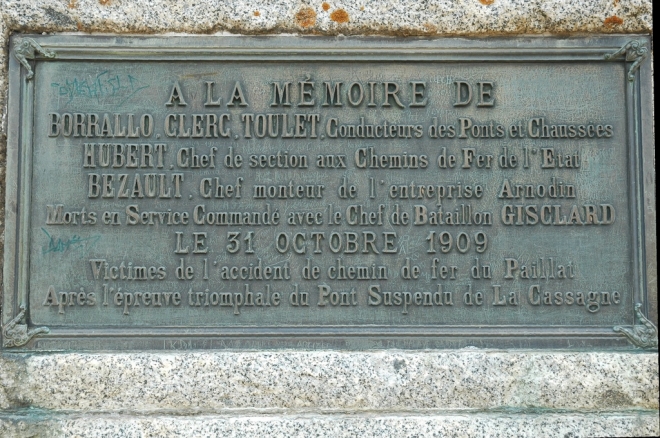 A LA MÉMOIRE DE
BORRALLO, CLERC, TOULET, Conducteurs des Ponts et Chaussées
HUBERT, Chef de section aux Chemins de Fer de l'Etat
BEZAULT, Chef monteur de l'entreprise Arnodin
Morts en Service Commandé avec le Chef de Bataillon GISCLARD
LE 31 OCTOBRE 1909
Victimes de l'accident de chemin de fer du Paillat
Après l'épreuve triomphale du Pont Suspendu de La Cassagne